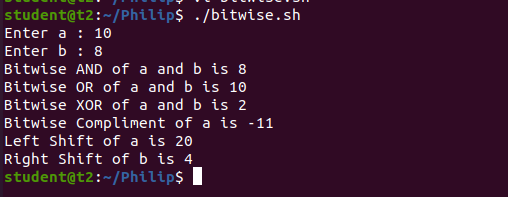 student@t2:~/Philip$ ./bitwise.sh
Enter a : 10
Enter b : 8
Bitwise AND of a and b is 8
Bitwise OR of a and b is 10
Bitwise XOR of a and b is 2
Bitwise Compliment of a is -11
Left Shift of a is 20
Right Shift of b is 4
student@t2:~/Philip$